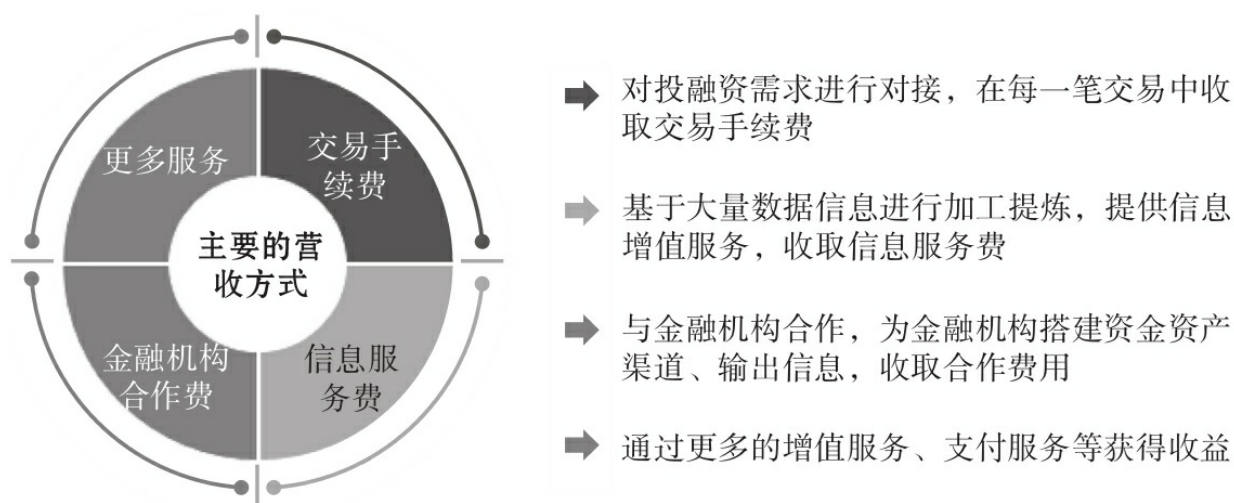 更多服务
交易手
续费
主要的营
收方式
金融机构
合作费
信息服
务费
对投融资需求进行对接，在每一笔交易中收
取交易手续费
基于大量数据信息进行加工提炼，提供信息
增值服务，收取信息服务费
与金融机构合作，为金融机构搭建资金资产
渠道、输出信息，收取合作费用
通过更多的增值服务、支付服务等获得收益